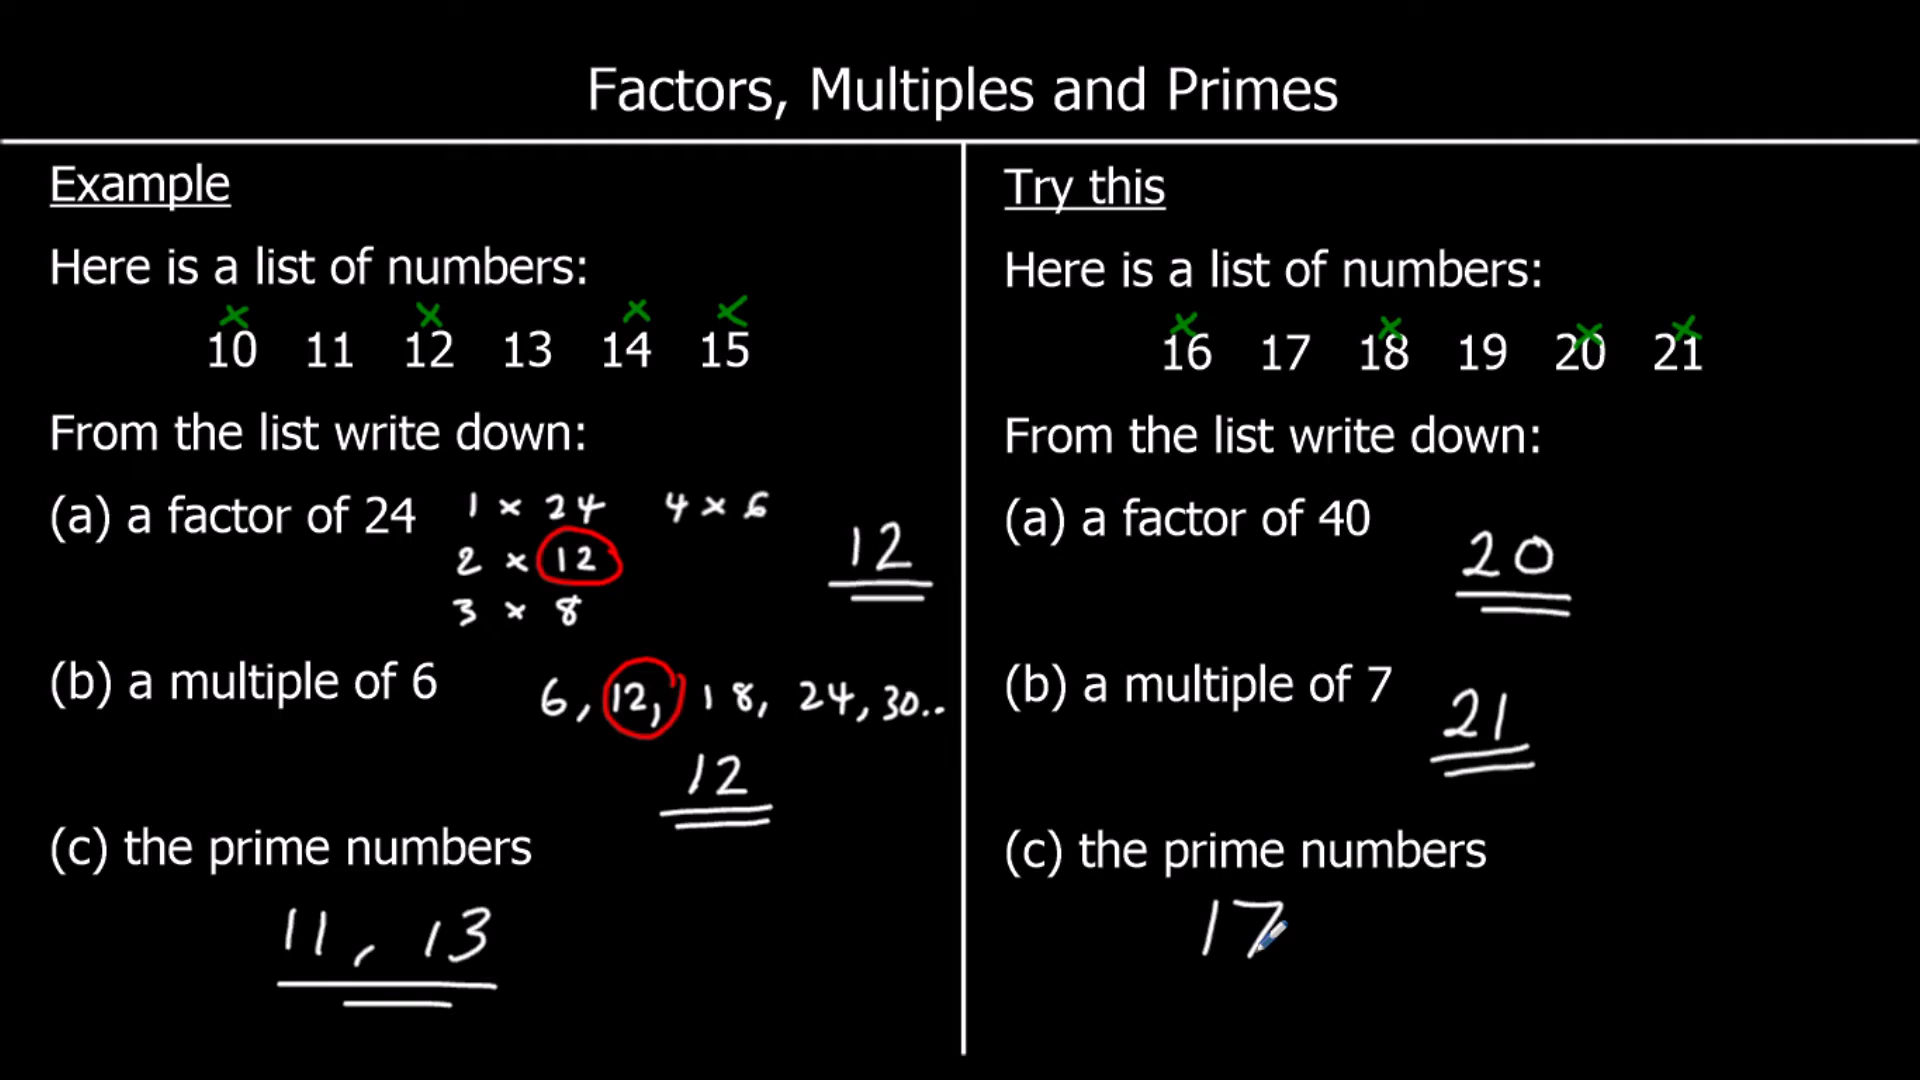 Factors, Multiples and Primes
Example
Here is a list of numbers:
10 11 12 13 14 15
From the list write down:
(a) a factor of 24
1 × 24 4 × 6
2 × 12
3 × 8
12
(b) a multiple of 6
6, 12, 18, 24, 30..
12
(c) the prime numbers
11, 13
Try this
Here is a list of numbers:
16 17 18 19 20 21
From the list write down:
(a) a factor of 40
20
(b) a multiple of 7
21
(c) the prime numbers
17